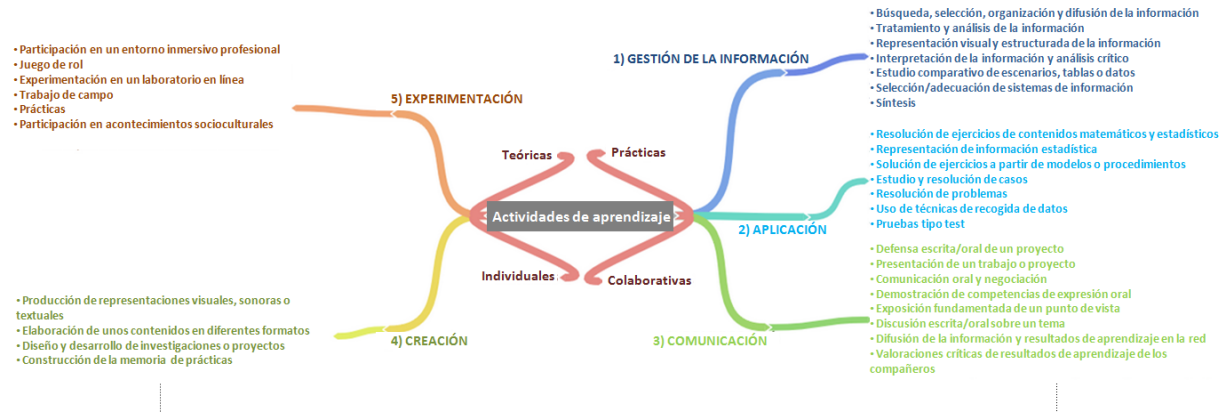 • Participación en un entorno inmersivo profesional
• Juego de rol
• Experimentación en un laboratorio en línea
• Trabajo de campo
• Prácticas
• Participación en acontecimientos socioculturales
5) EXPERIMENTACIÓN
1) GESTIÓN DE LA INFORMACIÓN
• Búsqueda, selección, organización y difusión de la información
• Tratamiento y análisis de la información
• Representación visual y estructurada de la información
• Interpretación de la información y análisis crítico
• Estudio comparativo de escenarios, tablas o datos
• Selección/adecuación de sistemas de información
• Síntesis
Teóricas
Prácticas
Actividades de aprendizaje
Individuales
Colaborativas
2) APLICACIÓN
• Resolución de ejercicios de contenidos matemáticos y estadísticos
• Representación de información estadística
• Solución de ejercicios a partir de modelos o procedimientos
• Estudio y resolución de casos
• Resolución de problemas
• Uso de técnicas de recogida de datos
• Pruebas tipo test
3) COMUNICACIÓN
• Defensa escrita/oral de un proyecto
• Presentación de un trabajo o proyecto
• Comunicación oral y negociación
• Demostración de competencias de expresión oral
• Exposición fundamentada de un punto de vista
• Discusión escrita/oral sobre un tema
• Difusión de la información y resultados de aprendizaje en la red
• Valoraciones críticas de resultados de aprendizaje de los
compañeros
4) CREACIÓN
• Producción de representaciones visuales, sonoras o
textuales
• Elaboración de unos contenidos en diferentes formatos
• Diseño y desarrollo de investigaciones o proyectos
• Construcción de la memoria de prácticas